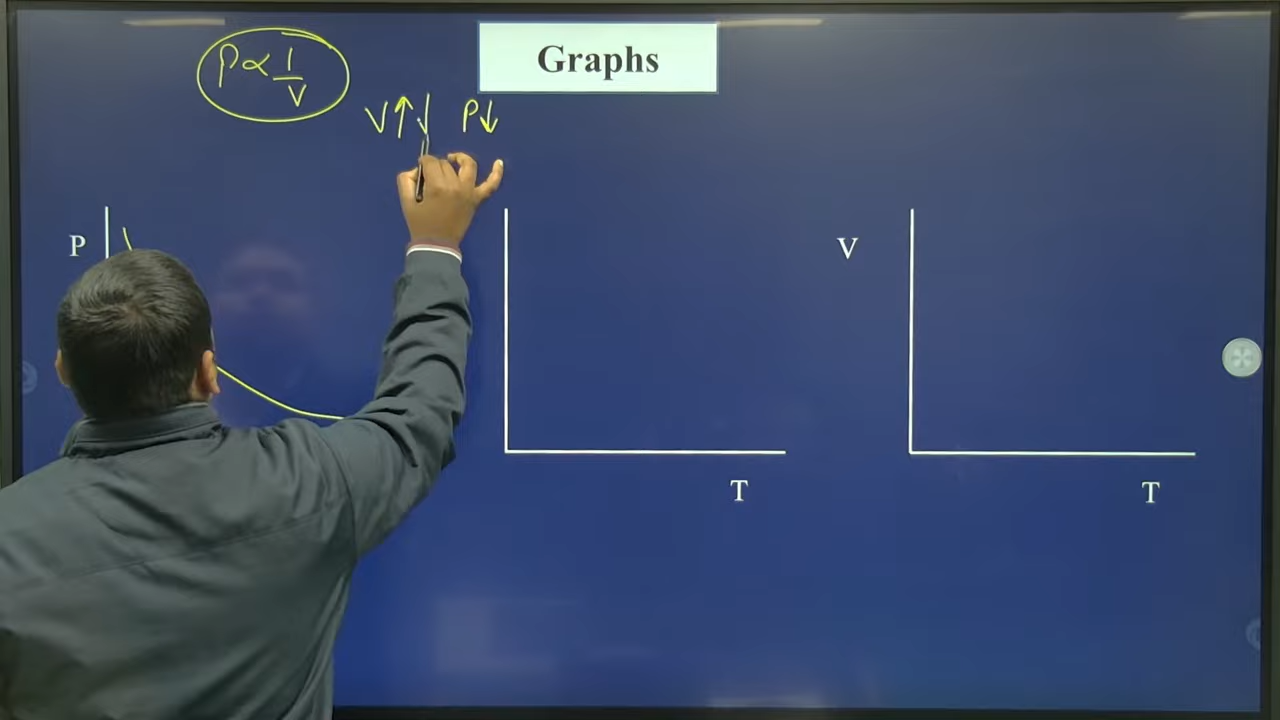 Graphs
P ∝ 1/V
V↑↓ P↓
P
V
T
T